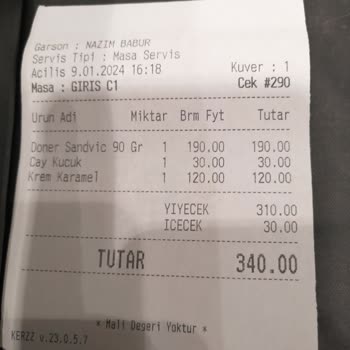 Garson : NAZIM BABUR
Servis Tipi : Masa Servis
Acilis 9.01.2024 16:18 Kuver : 1
Masa : GIRIS C1 Cek #290
Urun Adi Miktar Brm Fyt Tutar
Doner Sandvic 90 Gr 1 190.00 190.00
Cay Kucuk 1 30.00 30.00
Krem Karamel 1 120.00 120.00
YIYECEK 310.00
ICECEK 30.00
TUTAR 340.00
* Mali Degeri Yoktur *
KERZZ v.23.0.5.7